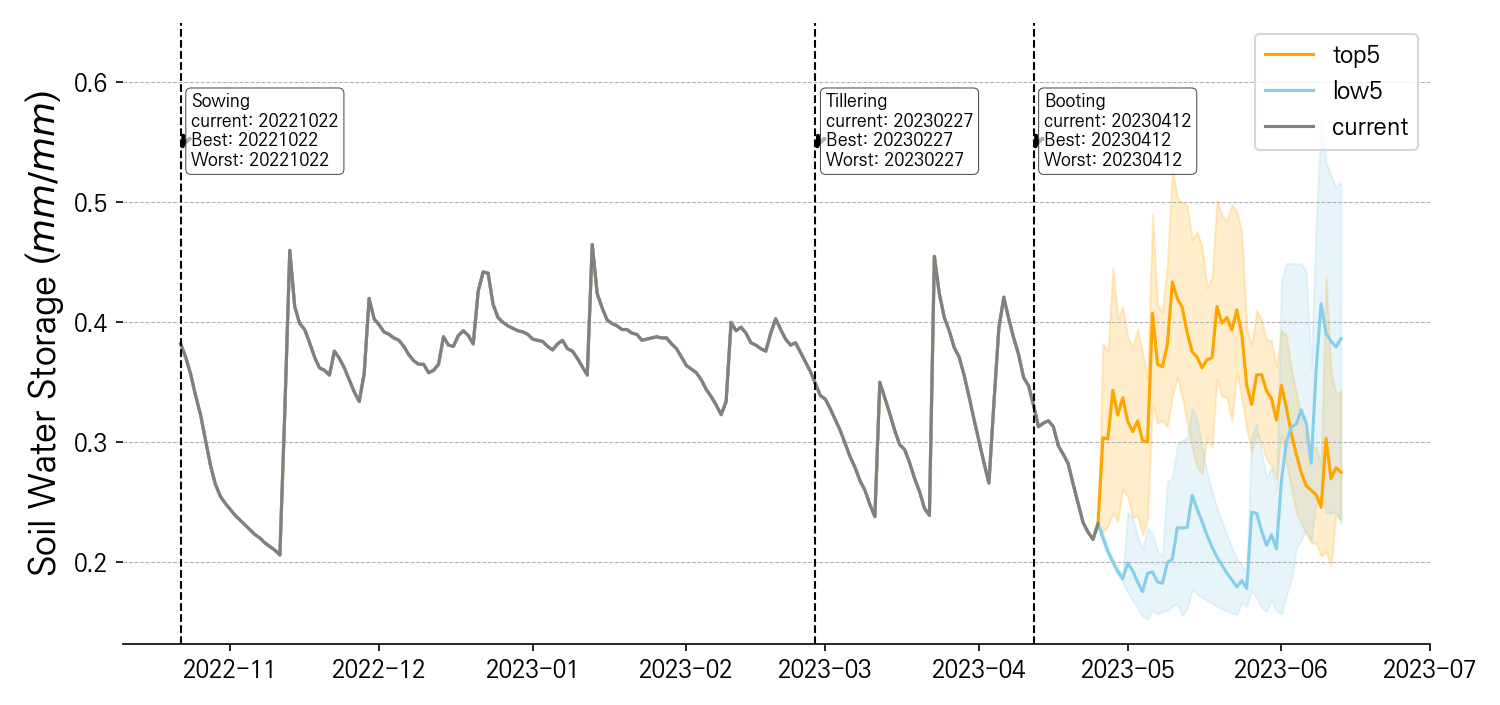 top5
low5
current
Sowing
current: 20221022
Best: 20221022
Worst: 20221022
Tillering
current: 20230227
Best: 20230227
Worst: 20230227
Booting
current: 20230412
Best: 20230412
Worst: 20230412
Soil Water Storage (mm/mm)
0.6
0.5
0.4
0.3
0.2
2022-11
2022-12
2023-01
2023-02
2023-03
2023-04
2023-05
2023-06
2023-07